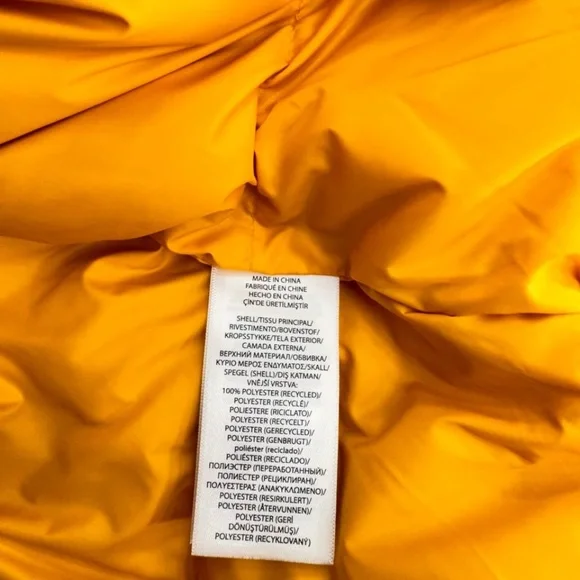 MADE IN CHINA
FABRIQUÉ EN CHINE
HECHO EN CHINA
ÇİN'DE ÜRETİLMİŞTİR
SHELL/TISSU PRINCIPAL/
RIVESTIMENTO/BOVENSTOF/
KROPSSTYKKE/TELA EXTERIOR/
CAMADA EXTERNA/
ВЕРХНИЙ МАТЕРИАЛ/ОБВИВКА/
ΚΥΡΙΟ ΜΕΡΟΣ ΕΝΔΥΜΑΤΟΣ/SKALL/
SPEGEL (SHELL)/DIŞ KATMAN/
VNĚJŠÍ VRSTVA:
100% POLYESTER (RECYCLED)/
POLYESTER (RECYCLÉ)/
POLIESTERE (RICICLATO)/
POLYESTER (RECYCELT)/
POLYESTER (GERECYCLED)/
POLYESTER (GENBRUGT)/
poliéster (reciclado)/
POLIÉSTER (RECICLADO)/
ПОЛИЭСТЕР (ПЕРЕРАБОТАННЫЙ)/
ПОЛИЕСТЕР (РЕЦИКЛИРАН)/
ΠΟΛΥΕΣΤΕΡΑΣ (ΑΝΑΚΥΚΛΩΜΕΝΟ)/
POLYESTER (RESIRKULERT)/
POLYESTER (ÅTERVUNNEN)/
POLYESTER (GERİ
DÖNÜŞTÜRÜLMÜŞ)/
POLYESTER (RECYKLOVANÝ)